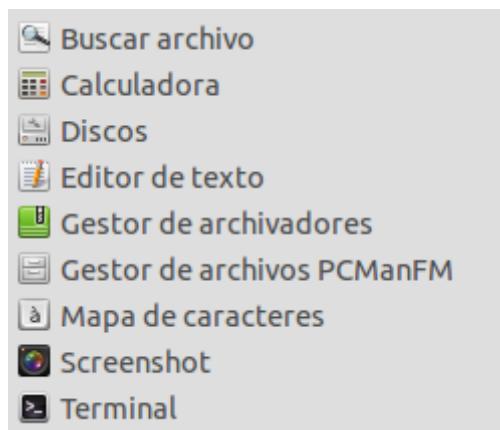 Buscar archivo
Calculadora
Discos
Editor de texto
Gestor de archivadores
Gestor de archivos PCManFM
Mapa de caracteres
Screenshot
Terminal